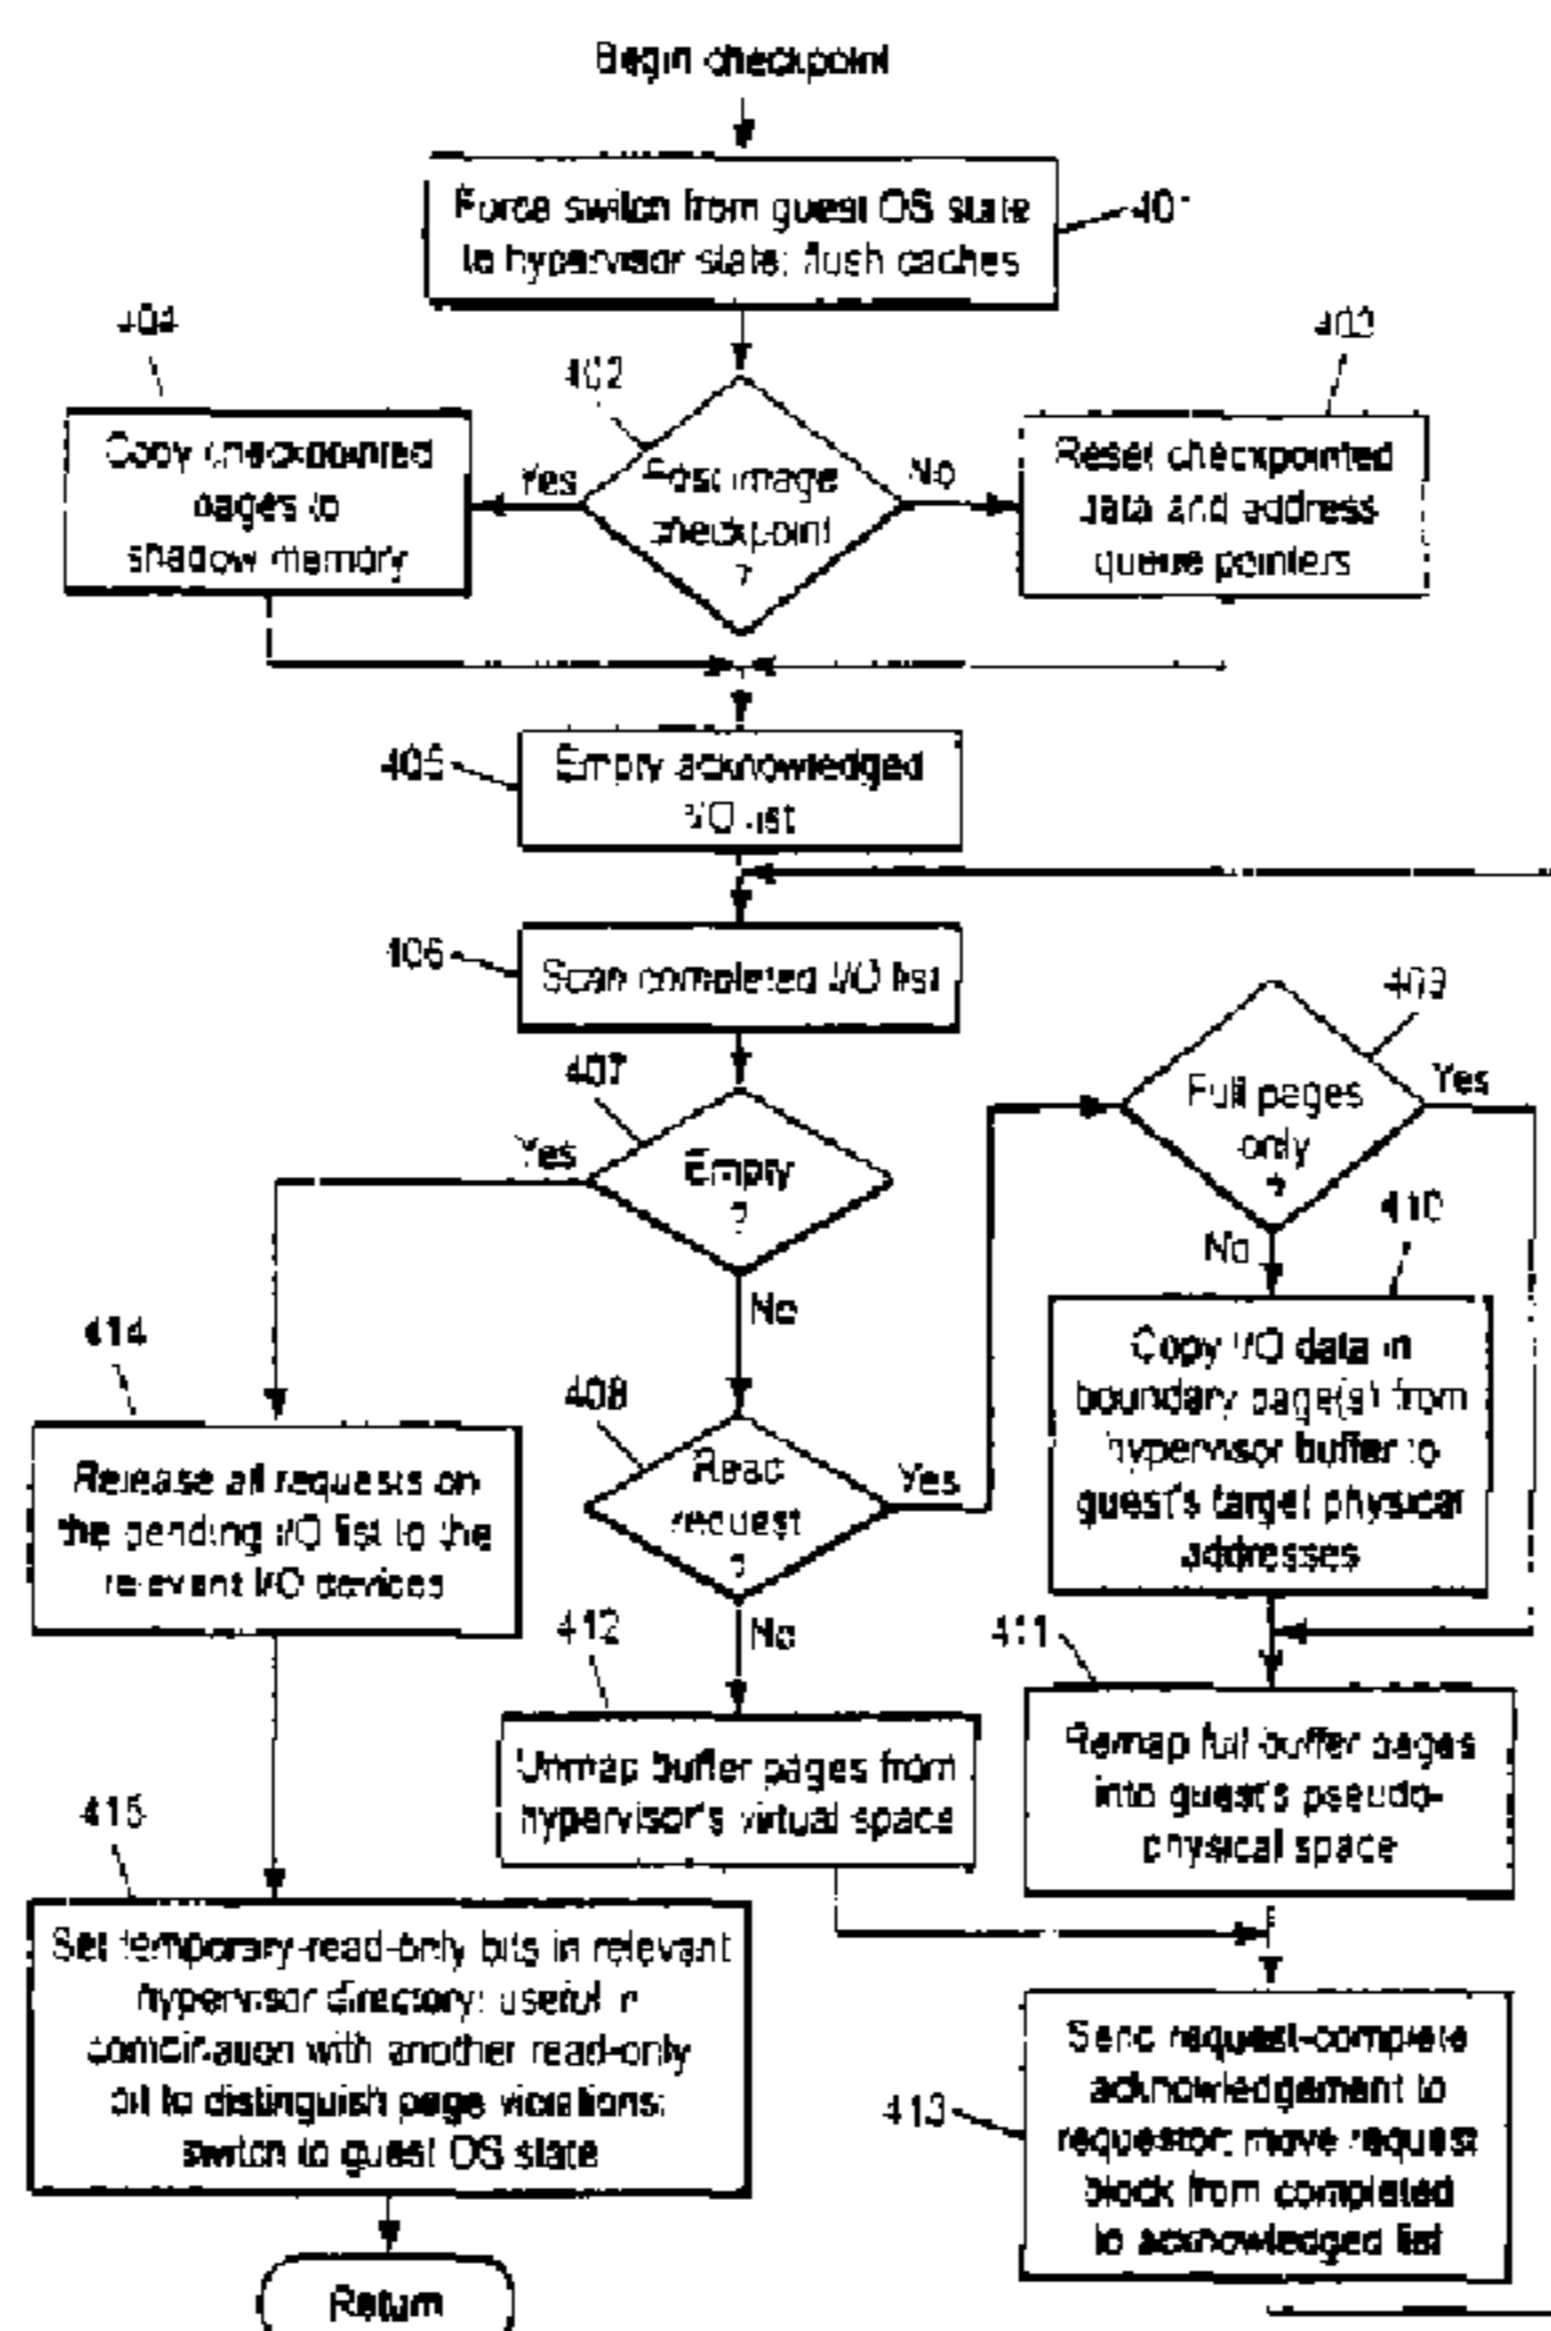 Begin checkpoint
Force switch from guest OS state
to hypervisor state; flush caches
401
404
403
402
Copy checkpointed
pages to
shadow memory
Yes
Post image
checkpoint
?
No
Reset checkpointed
data and address
queue pointers
405
Empty acknowledged
I/O list
406
Scan completed I/O list
409
407
Yes
Empty
?
Full pages
only
?
Yes
No
410
No
414
408
Copy I/O data in
boundary page(s) from
hypervisor buffer to
guest's target physical
addresses
Release all requests on
the pending I/O list to the
relevant I/O devices
Read
request
?
Yes
412
No
411
Unmap buffer pages from
hypervisor's virtual space
Remap full buffer pages
into guest's pseudo-
physical space
415
Set temporary-read-only bits in relevant
hypervisor directory; useful in
combination with another read-only
bit to distinguish page violations;
switch to guest OS state
413
Send request-complete
acknowledgement to
requestor; move request
block from completed
to acknowledged list
Return